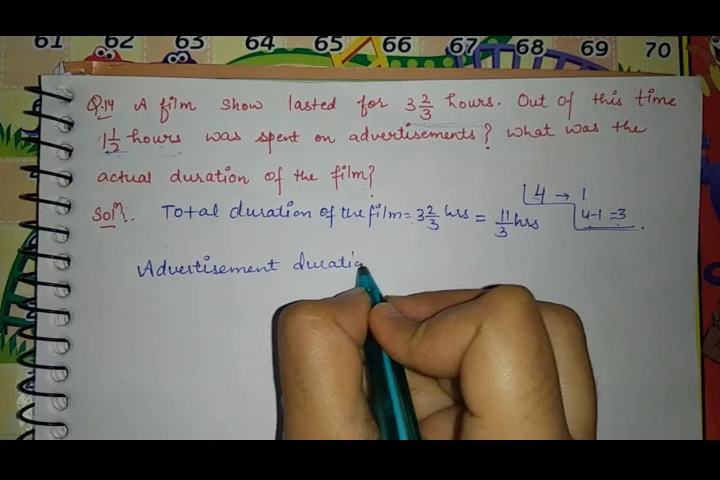 61 62 63 64 65 66 67 68 69 70
Q.14 A film show lasted for 3 2/3 hours. Out of this time
1 1/2 hours was spent on advertisements? What was the
actual duration of the film?
Solⁿ. Total duration of the film = 3 2/3 hrs = 11/3 hrs
4 → 1
4-1 = 3
Advertisement duratio